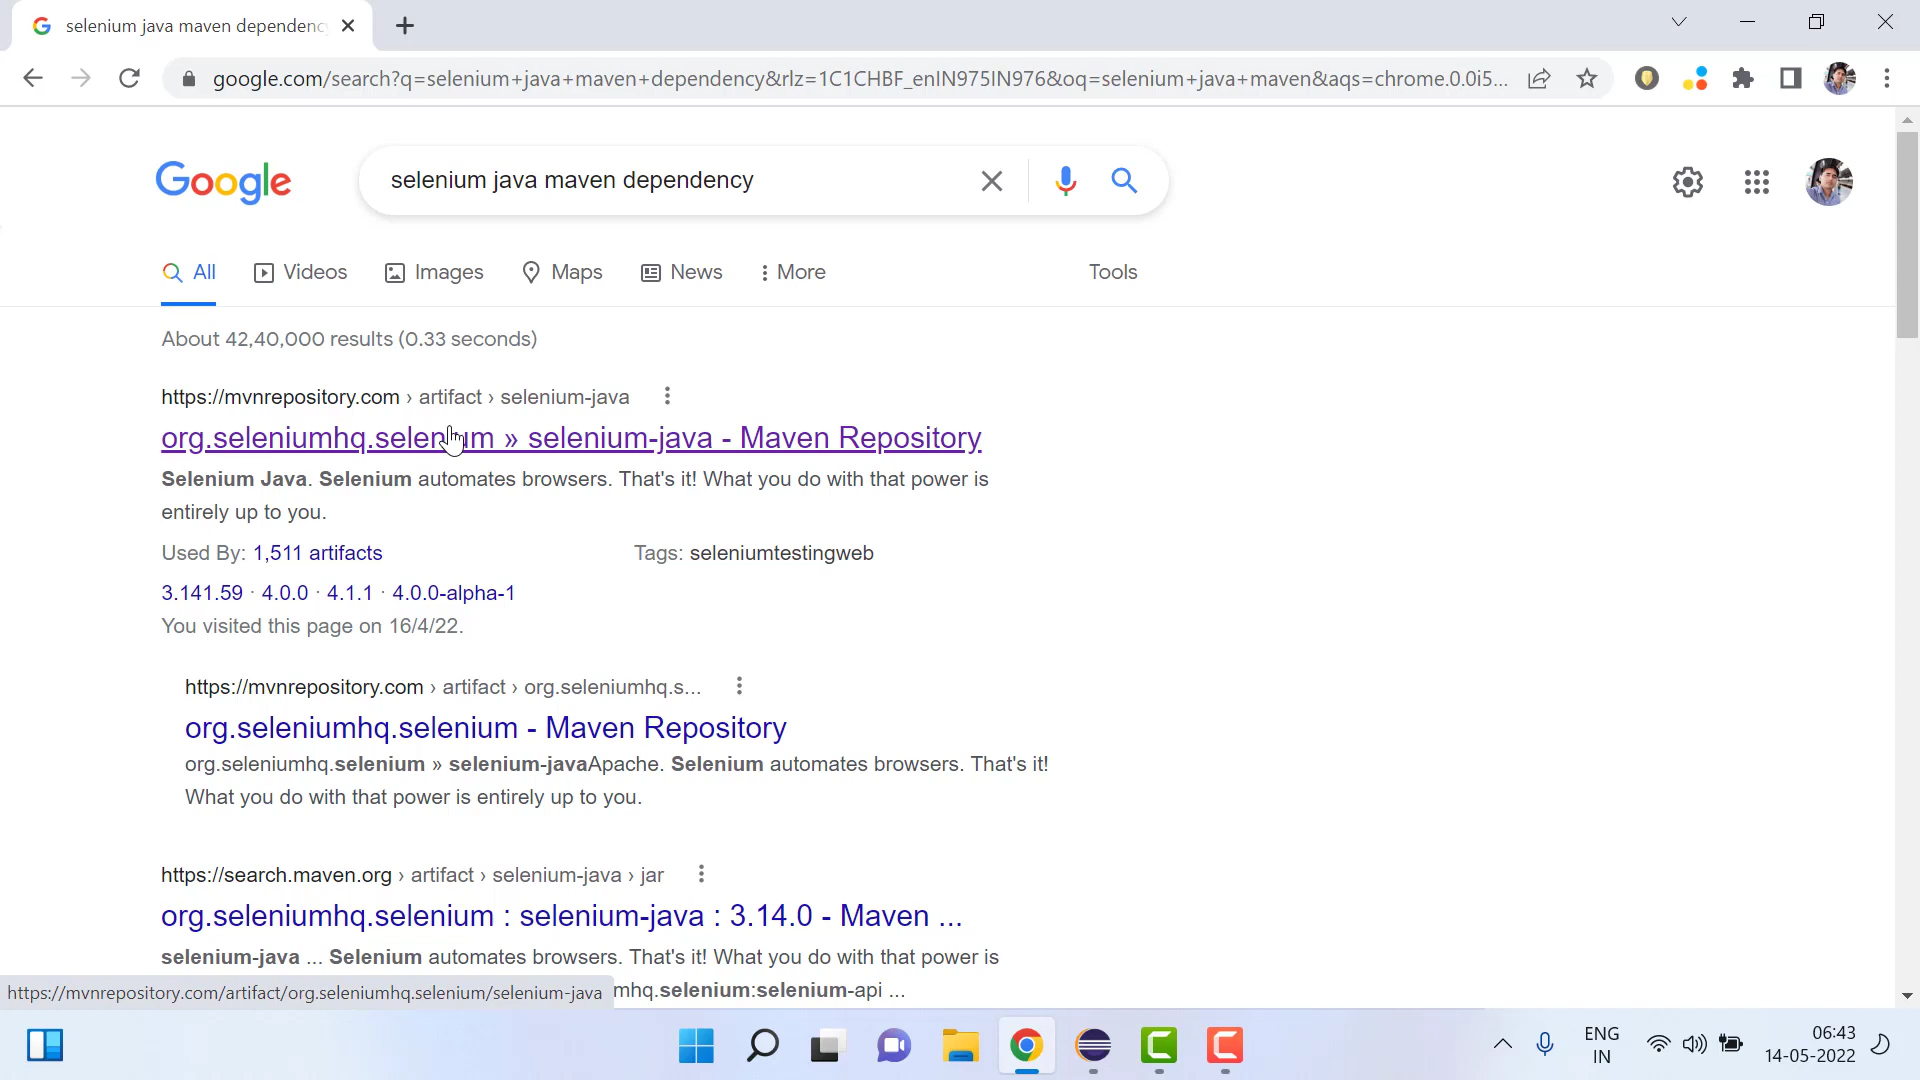 selenium java maven dependenc
google.com/search?q=selenium+java+maven+dependency&rlz=1C1CHBF_enIN975IN976&oq=selenium+java+maven&aqs=chrome.0.0i5...
Google
selenium java maven dependency
All
Videos
Images
Maps
News
More
Tools
About 42,40,000 results (0.33 seconds)
https://mvnrepository.com › artifact › selenium-java
org.seleniumhq.selenium » selenium-java - Maven Repository
Selenium Java. Selenium automates browsers. That's it! What you do with that power is
entirely up to you.
Used By: 1,511 artifacts
Tags: seleniumtestingweb
3.141.59 · 4.0.0 · 4.1.1 · 4.0.0-alpha-1
You visited this page on 16/4/22.
https://mvnrepository.com › artifact › org.seleniumhq.s...
org.seleniumhq.selenium - Maven Repository
org.seleniumhq.selenium » selenium-javaApache. Selenium automates browsers. That's it!
What you do with that power is entirely up to you.
https://search.maven.org › artifact › selenium-java › jar
org.seleniumhq.selenium : selenium-java : 3.14.0 - Maven ...
selenium-java ... Selenium automates browsers. That's it! What you do with that power is
mhq.selenium:selenium-api ...
https://mvnrepository.com/artifact/org.seleniumhq.selenium/selenium-java
ENG
IN
06:43
14-05-2022